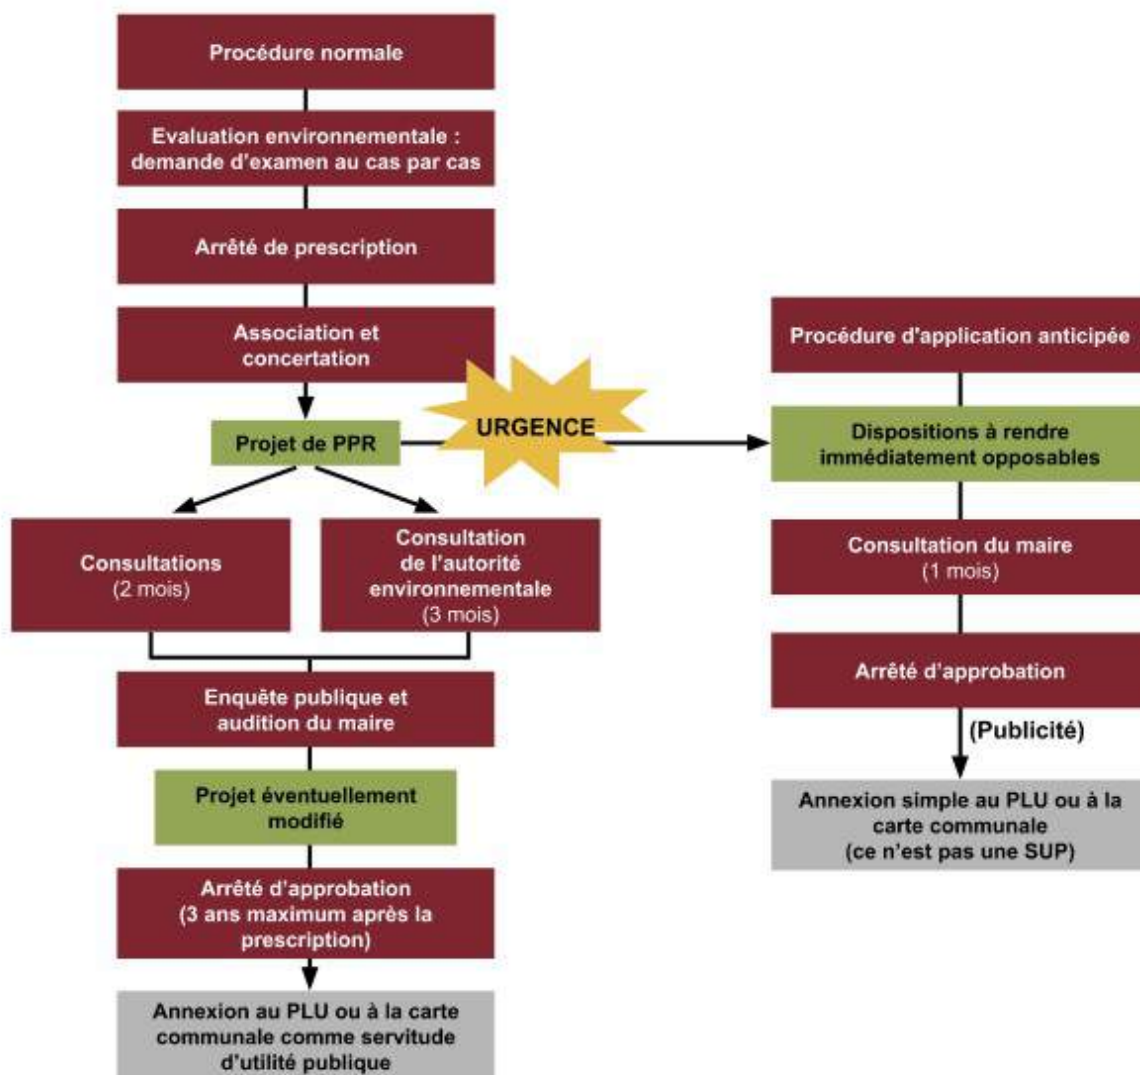 Procédure normale
Evaluation environnementale :
demande d'examen au cas par cas
Arrêté de prescription
Association et
concertation
Projet de PPR
URGENCE
Consultations
(2 mois)
Consultation
de l'autorité
environnementale
(3 mois)
Enquête publique et
audition du maire
Projet éventuellement
modifié
Arrêté d'approbation
(3 ans maximum après la
prescription)
Annexion au PLU ou à la carte
communale comme servitude
d'utilité publique
Procédure d'application anticipée
Dispositions à rendre
immédiatement opposables
Consultation du maire
(1 mois)
Arrêté d'approbation
(Publicité)
Annexion simple au PLU ou à la
carte communale
(ce n'est pas une SUP)